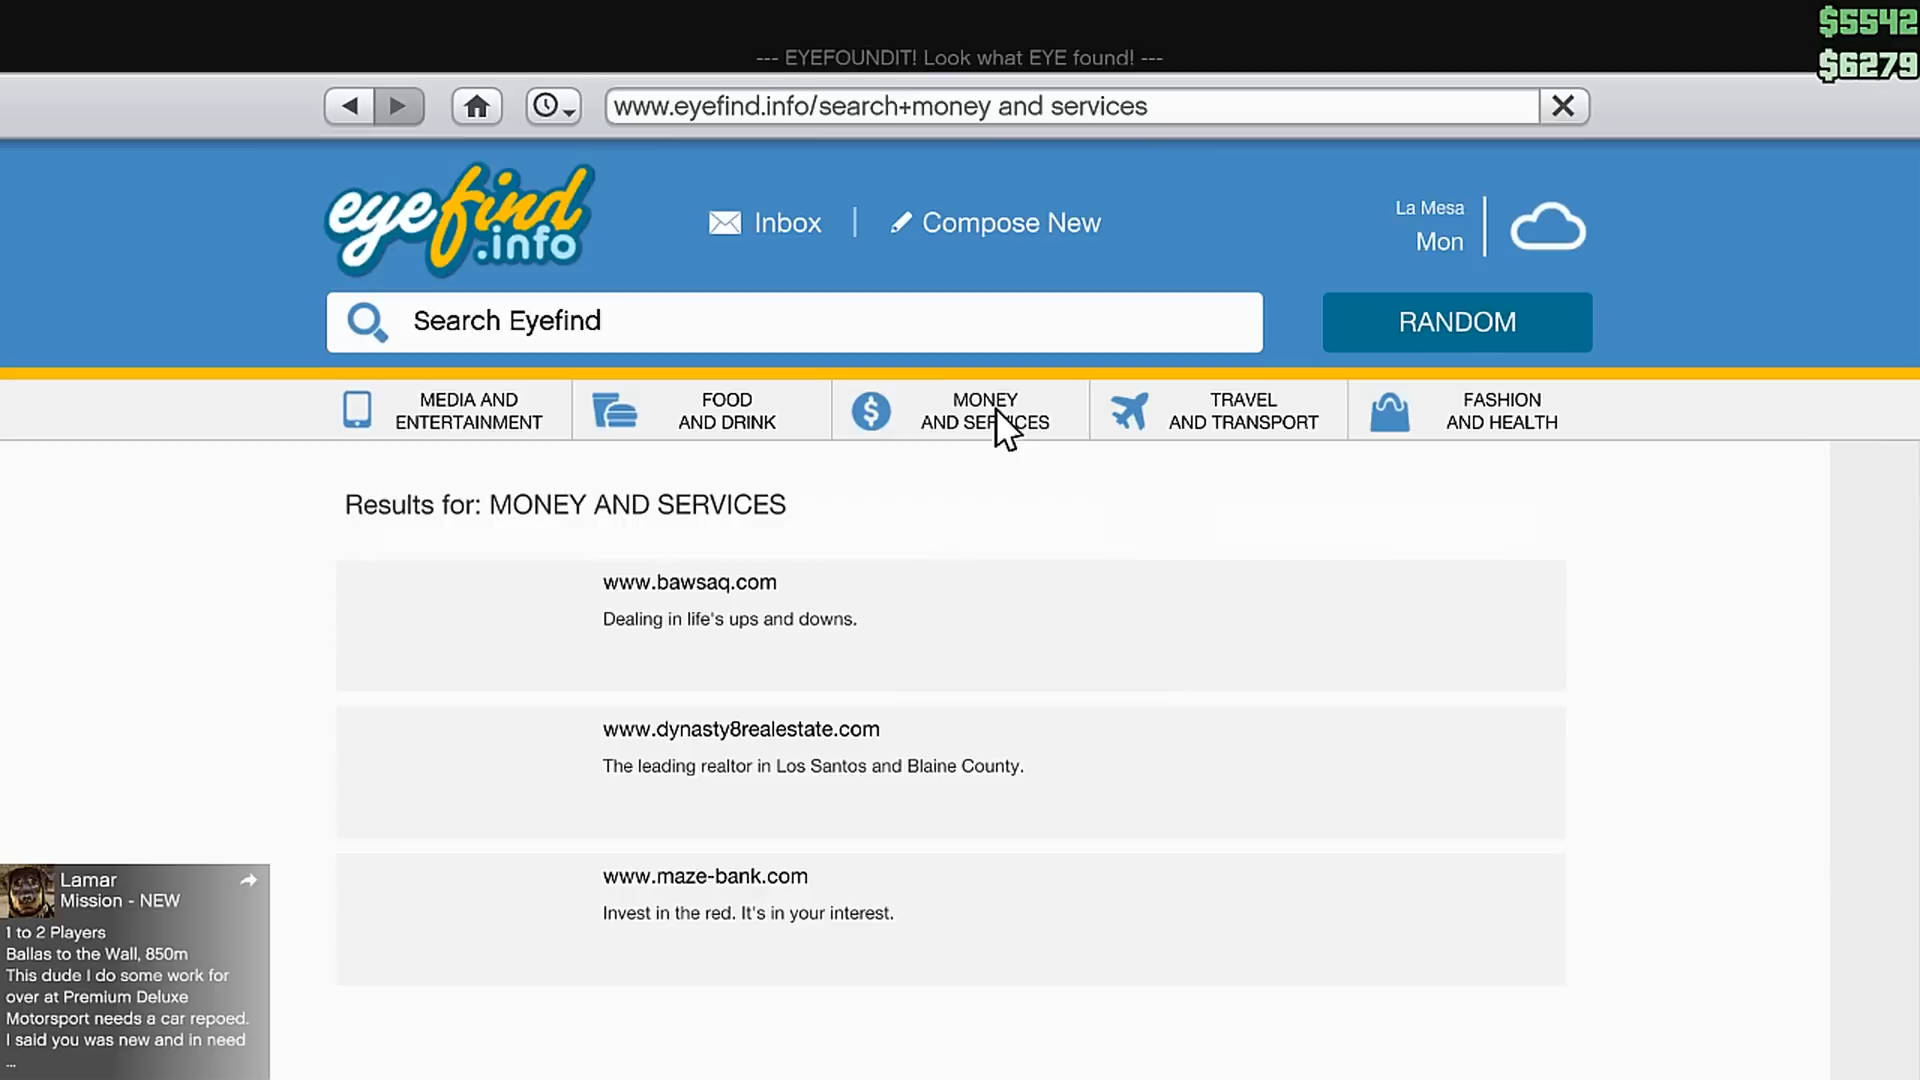 $5542
--- EYEFOUNDIT! Look what EYE found! ---
$6279
www.eyefind.info/search+money and services
eyefind
.info
Inbox
Compose New
La Mesa
Mon
Search Eyefind
RANDOM
MEDIA AND
ENTERTAINMENT
FOOD
AND DRINK
MONEY
AND SERVICES
TRAVEL
AND TRANSPORT
FASHION
AND HEALTH
Results for: MONEY AND SERVICES
www.bawsaq.com
Dealing in life's ups and downs.
www.dynasty8realestate.com
The leading realtor in Los Santos and Blaine County.
www.maze-bank.com
Invest in the red. It's in your interest.
Lamar
Mission - NEW
1 to 2 Players
Ballas to the Wall, 850m
This dude I do some work for
over at Premium Deluxe
Motorsport needs a car repoed.
I said you was new and in need
...